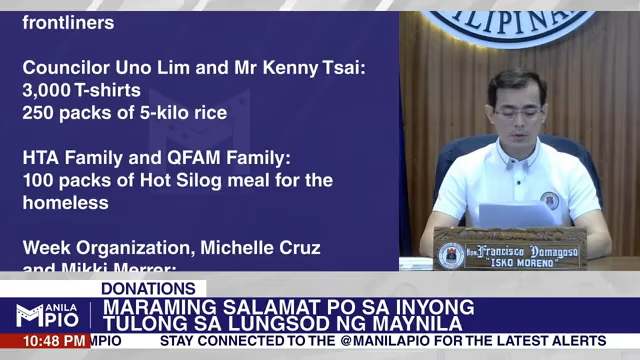 frontliners
Councilor Uno Lim and Mr Kenny Tsai:
3,000 T-shirts
250 packs of 5-kilo rice
HTA Family and QFAM Family:
100 packs of Hot Silog meal for the
homeless
Week Organization, Michelle Cruz
and Mikki Merrer:
PILIPINAS
Hon. Francisco Domagoso
"ISKO MORENO"
DONATIONS
MANILA
PIO
MARAMING SALAMAT PO SA INYONG
TULONG SA LUNGSOD NG MAYNILA
10:48 PM MPIO STAY CONNECTED TO THE @MANILAPIO FOR THE LATEST ALERTS